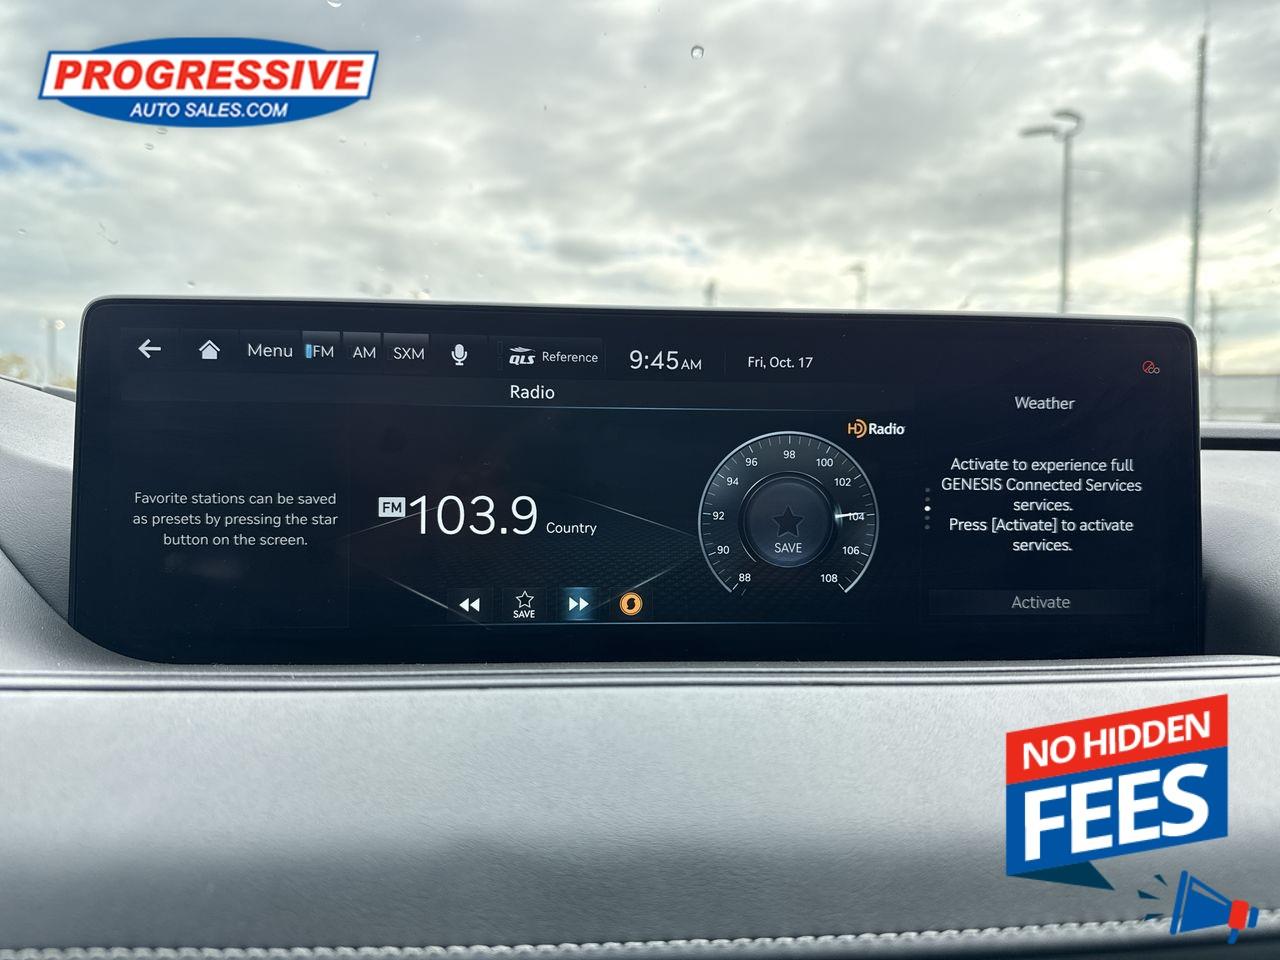 PROGRESSIVE
AUTO SALES.COM
Menu FM AM SXM QLS Reference 9:45 AM Fri, Oct. 17
Radio
Weather
HD Radio
Favorite stations can be saved
as presets by pressing the star
button on the screen.
FM 103.9 Country
88 90 92 94 96 98 100 102 104 106 108
SAVE
SAVE
Activate to experience full
GENESIS Connected Services
services.
Press [Activate] to activate
services.
Activate
NO HIDDEN
FEES